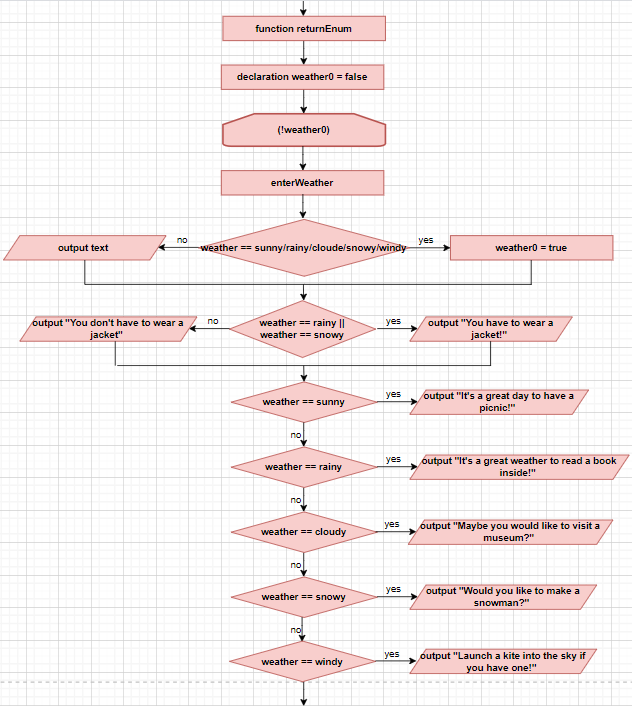 function returnEnum
declaration weather0 = false
(!weather0)
enterWeather
output text
no
weather == sunny/rainy/cloude/snowy/windy
yes
weather0 = true
output "You don't have to wear a
jacket"
no
weather == rainy ||
weather == snowy
yes
output "You have to wear a
jacket!"
weather == sunny
yes
output "It's a great day to have a
picnic!"
no
weather == rainy
yes
output "It's a great weather to read a book
inside!"
no
weather == cloudy
yes
output "Maybe you would like to visit a
museum?"
no
weather == snowy
yes
output "Would you like to make a
snowman?"
no
weather == windy
yes
output "Launch a kite into the sky if
you have one!"